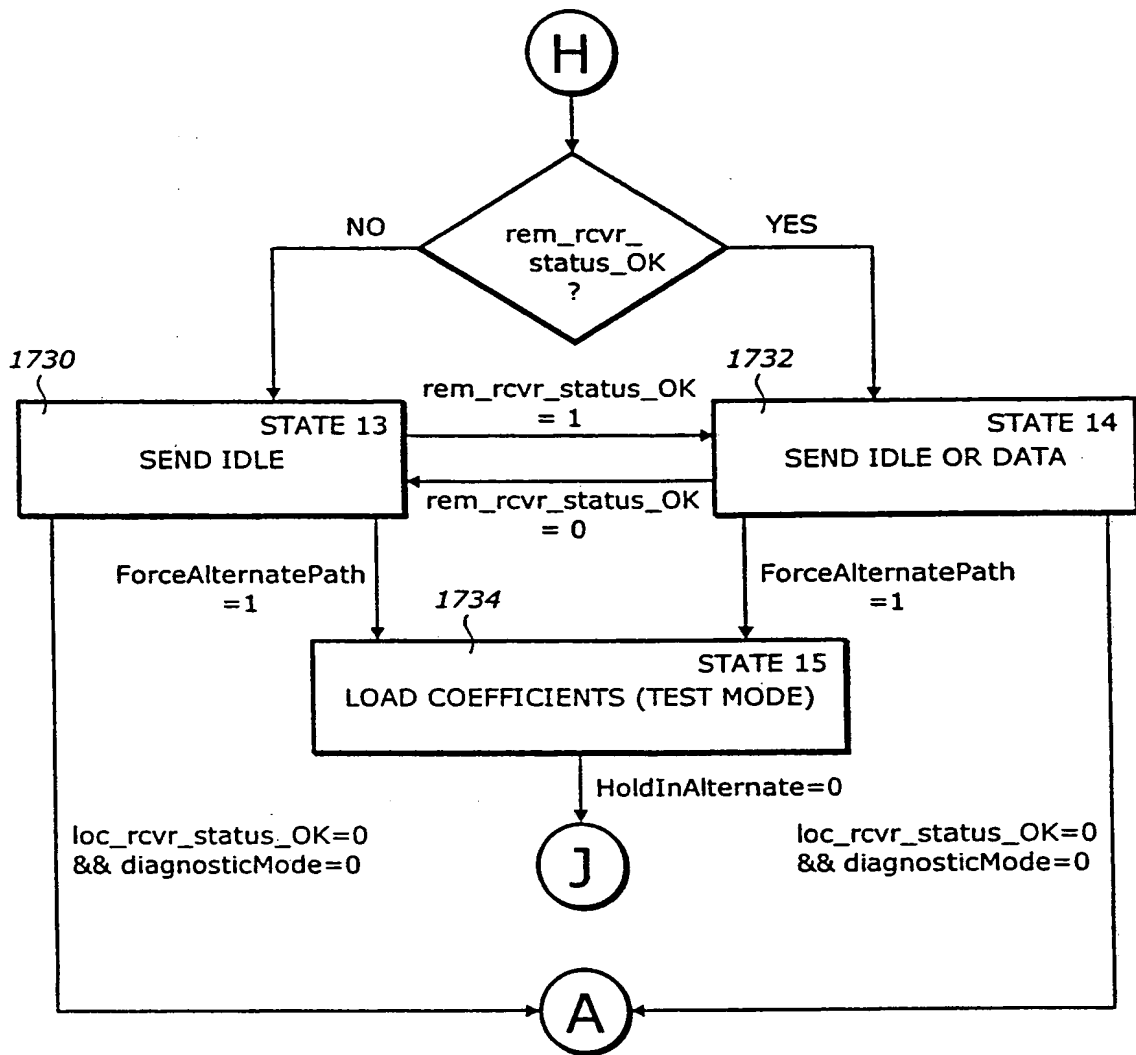 H
NO
YES
rem_rcvr_
status_OK
?
1730
1732
rem_rcvr_status_OK
= 1
STATE 13
SEND IDLE
STATE 14
SEND IDLE OR DATA
rem_rcvr_status_OK
= 0
ForceAlternatePath
=1
ForceAlternatePath
=1
1734
STATE 15
LOAD COEFFICIENTS (TEST MODE)
HoldInAlternate=0
loc_rcvr_status_OK=0
&& diagnosticMode=0
J
loc_rcvr_status_OK=0
&& diagnosticMode=0
A